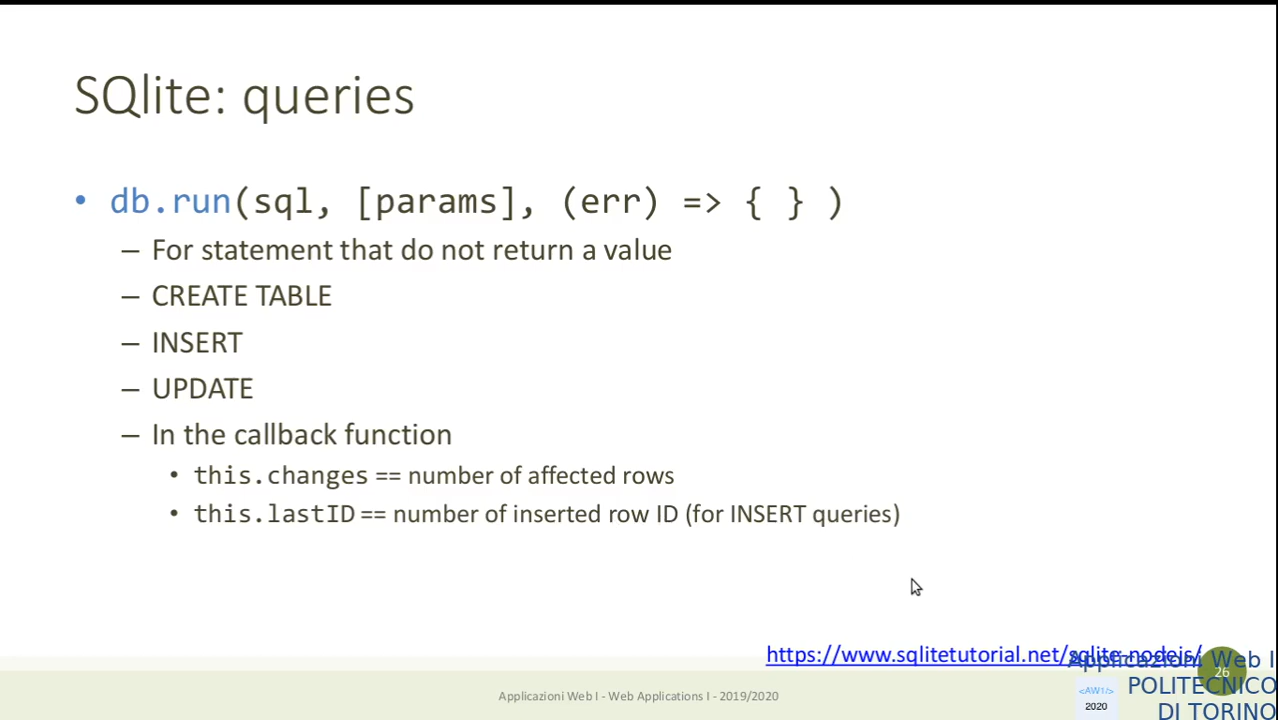 SQlite: queries
• db.run(sql, [params], (err) => { } )
– For statement that do not return a value
– CREATE TABLE
– INSERT
– UPDATE
– In the callback function
• this.changes == number of affected rows
• this.lastID == number of inserted row ID (for INSERT queries)
https://www.sqlitetutorial.net/sqlite-nodejs/
Applicazioni Web I
26
POLITECNICO
DI TORINO
<AW1/>
2020
Applicazioni Web I - Web Applications I - 2019/2020